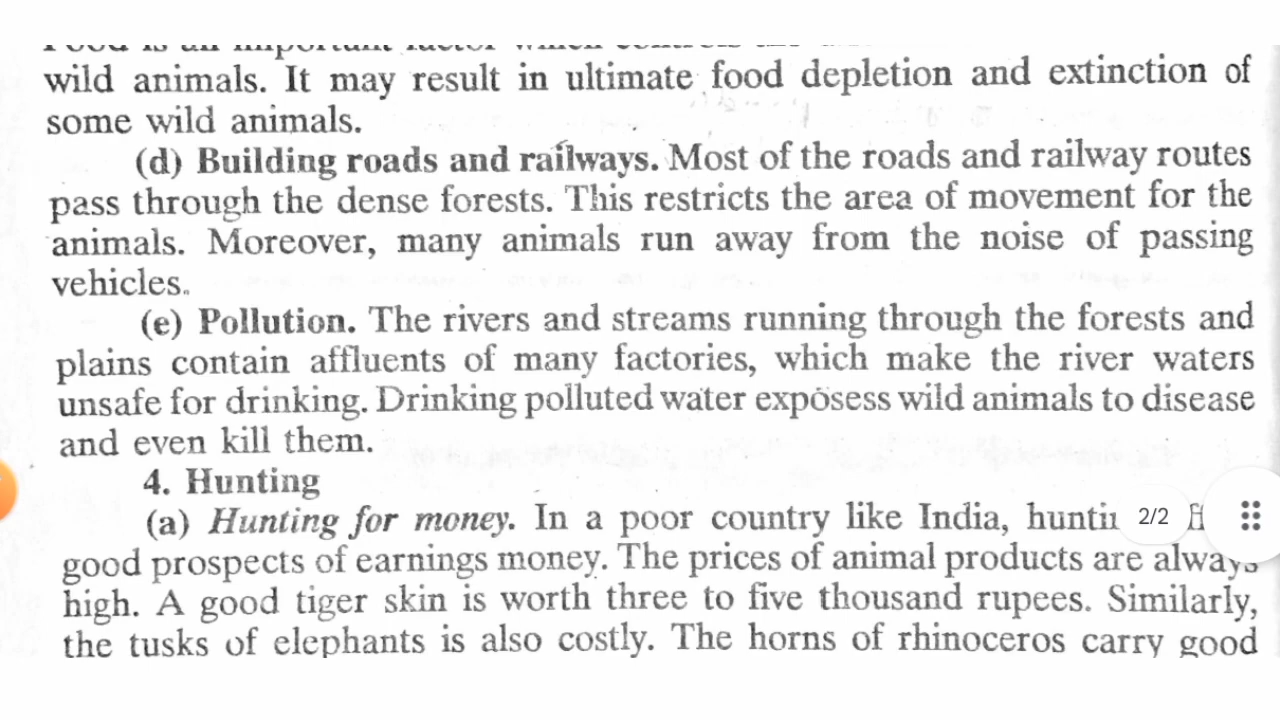 wild animals. It may result in ultimate food depletion and extinction of
some wild animals.
(d) Building roads and railways. Most of the roads and railway routes
pass through the dense forests. This restricts the area of movement for the
animals. Moreover, many animals run away from the noise of passing
vehicles.
(e) Pollution. The rivers and streams running through the forests and
plains contain affluents of many factories, which make the river waters
unsafe for drinking. Drinking polluted water exposess wild animals to disease
and even kill them.
4. Hunting
(a) Hunting for money. In a poor country like India, 2/2
good prospects of earnings money. The prices of animal products are always
high. A good tiger skin is worth three to five thousand rupees. Similarly,
the tusks of elephants is also costly. The horns of rhinoceros carry good